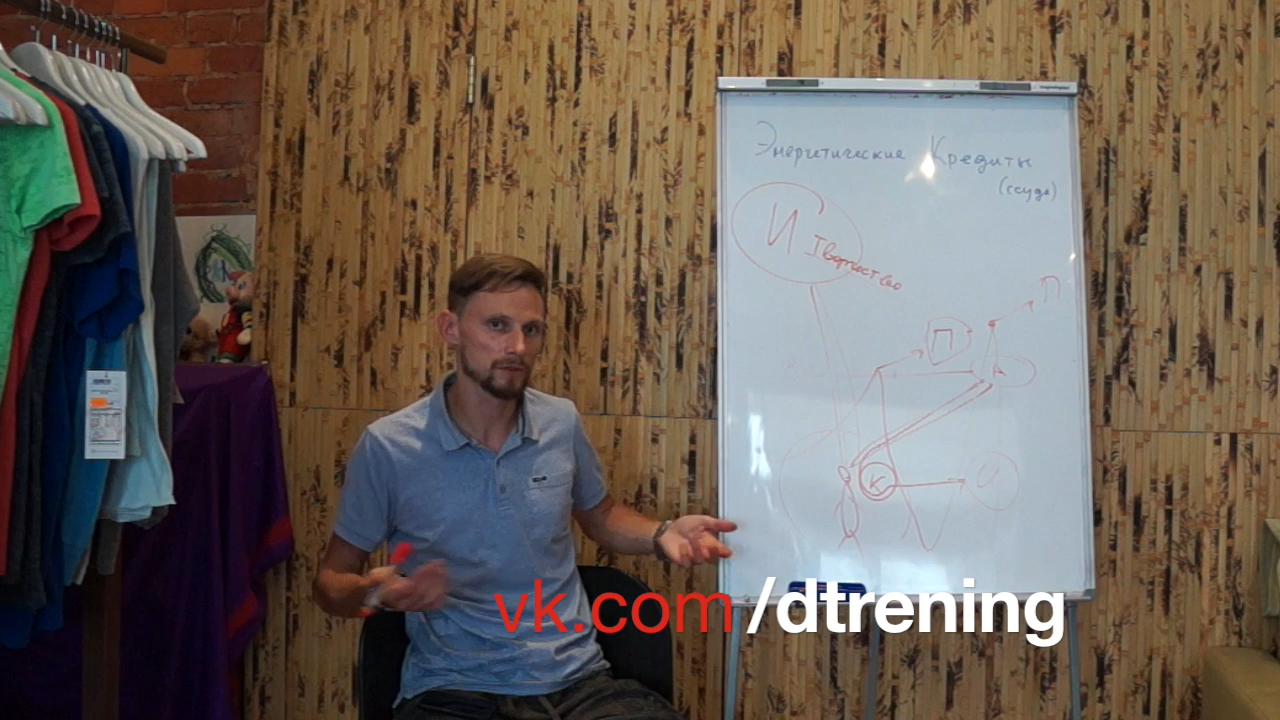 Энергетические Кредиты
(ссуда)
И Творчество
П
П
К
vk.com/dtrening